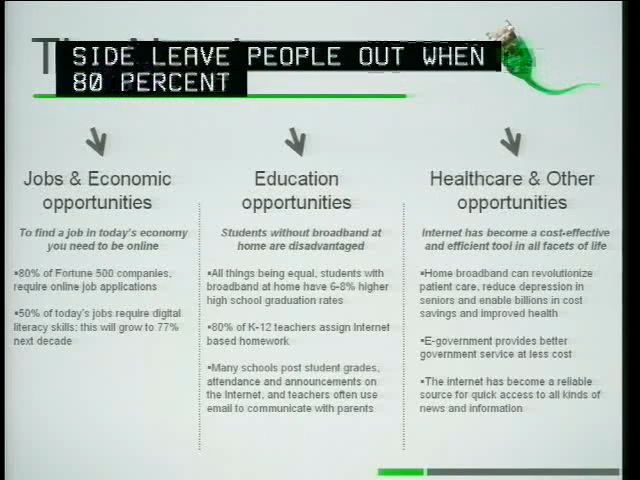 SIDE LEAVE PEOPLE OUT WHEN
80 PERCENT
Jobs & Economic
opportunities
To find a job in today's economy
you need to be online
▪80% of Fortune 500 companies,
require online job applications
▪50% of today's jobs require digital
literacy skills; this will grow to 77%
next decade
Education
opportunities
Students without broadband at
home are disadvantaged
▪All things being equal, students with
broadband at home have 6-8% higher
high school graduation rates
▪80% of K-12 teachers assign Internet
based homework
▪Many schools post student grades,
attendance and announcements on
the Internet, and teachers often use
email to communicate with parents
Healthcare & Other
opportunities
Internet has become a cost-effective
and efficient tool in all facets of life
▪Home broadband can revolutionize
patient care, reduce depression in
seniors and enable billions in cost
savings and improved health
▪E-government provides better
government service at less cost
▪The internet has become a reliable
source for quick access to all kinds of
news and information